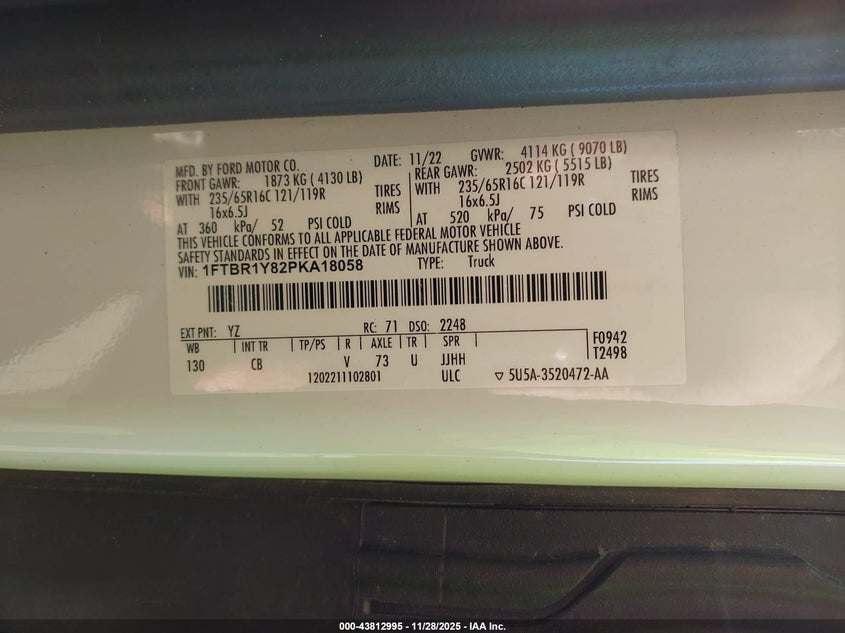 MFD. BY FORD MOTOR CO. DATE: 11/22 GVWR: 4114 KG ( 9070 LB)
FRONT GAWR: 1873 KG ( 4130 LB) REAR GAWR: 2502 KG ( 5515 LB)
WITH 235/65R16C 121/119R TIRES WITH 235/65R16C 121/119R TIRES
16x6.5J RIMS 16x6.5J RIMS
AT 360 kPa/ 52 PSI COLD AT 520 kPa/ 75 PSI COLD
THIS VEHICLE CONFORMS TO ALL APPLICABLE FEDERAL MOTOR VEHICLE
SAFETY STANDARDS IN EFFECT ON THE DATE OF MANUFACTURE SHOWN ABOVE.
VIN: 1FTBR1Y82PKA18058 TYPE: Truck
EXT PNT: YZ RC: 71 DSO: 2248
WB INT TR TP/PS R AXLE TR SPR F0942
130 CB V 73 U JJHH T2498
1202211102801 ULC ▽ 5U5A-3520472-AA
000-43812995 - 11/28/2025 - IAA Inc.